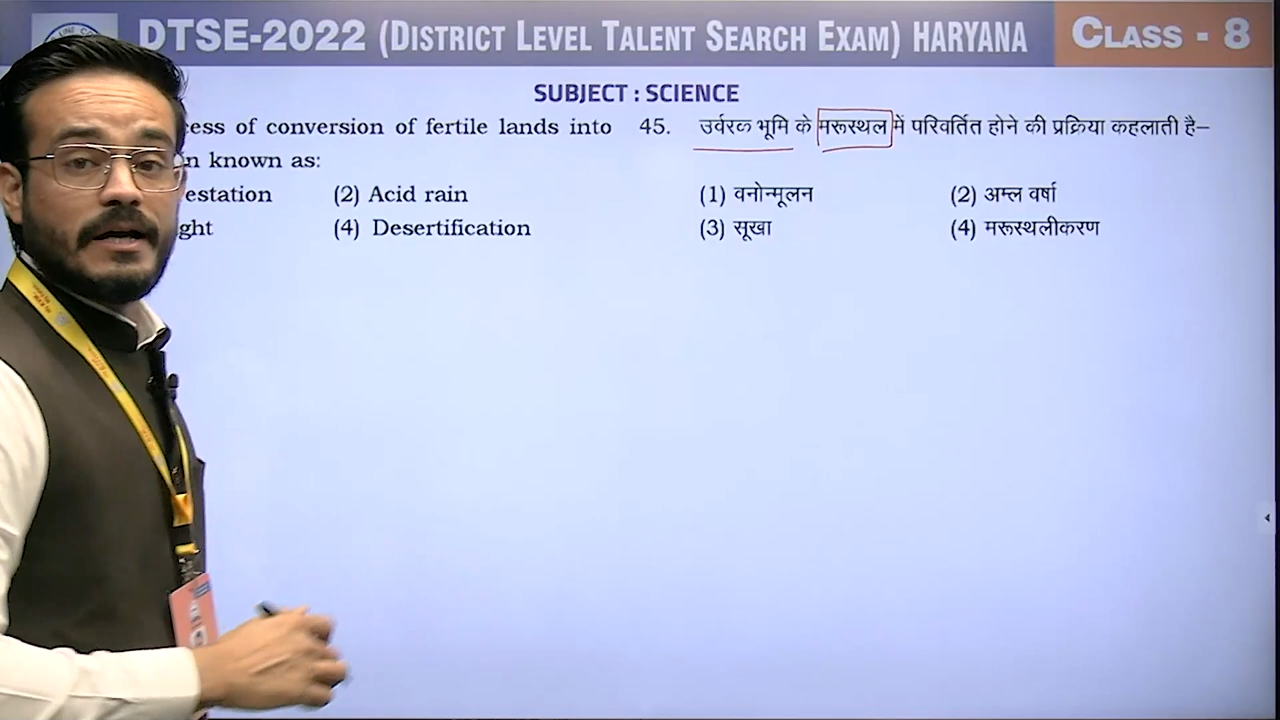 DTSE-2022 (DISTRICT LEVEL TALENT SEARCH EXAM) HARYANA
CLASS - 8
SUBJECT : SCIENCE
cess of conversion of fertile lands into
n known as:
estation (2) Acid rain
ght (4) Desertification
45. उर्वरक भूमि के मरूस्थल में परिवर्तित होने की प्रक्रिया कहलाती है–
(1) वनोन्मूलन (2) अम्ल वर्षा
(3) सूखा (4) मरूस्थलीकरण